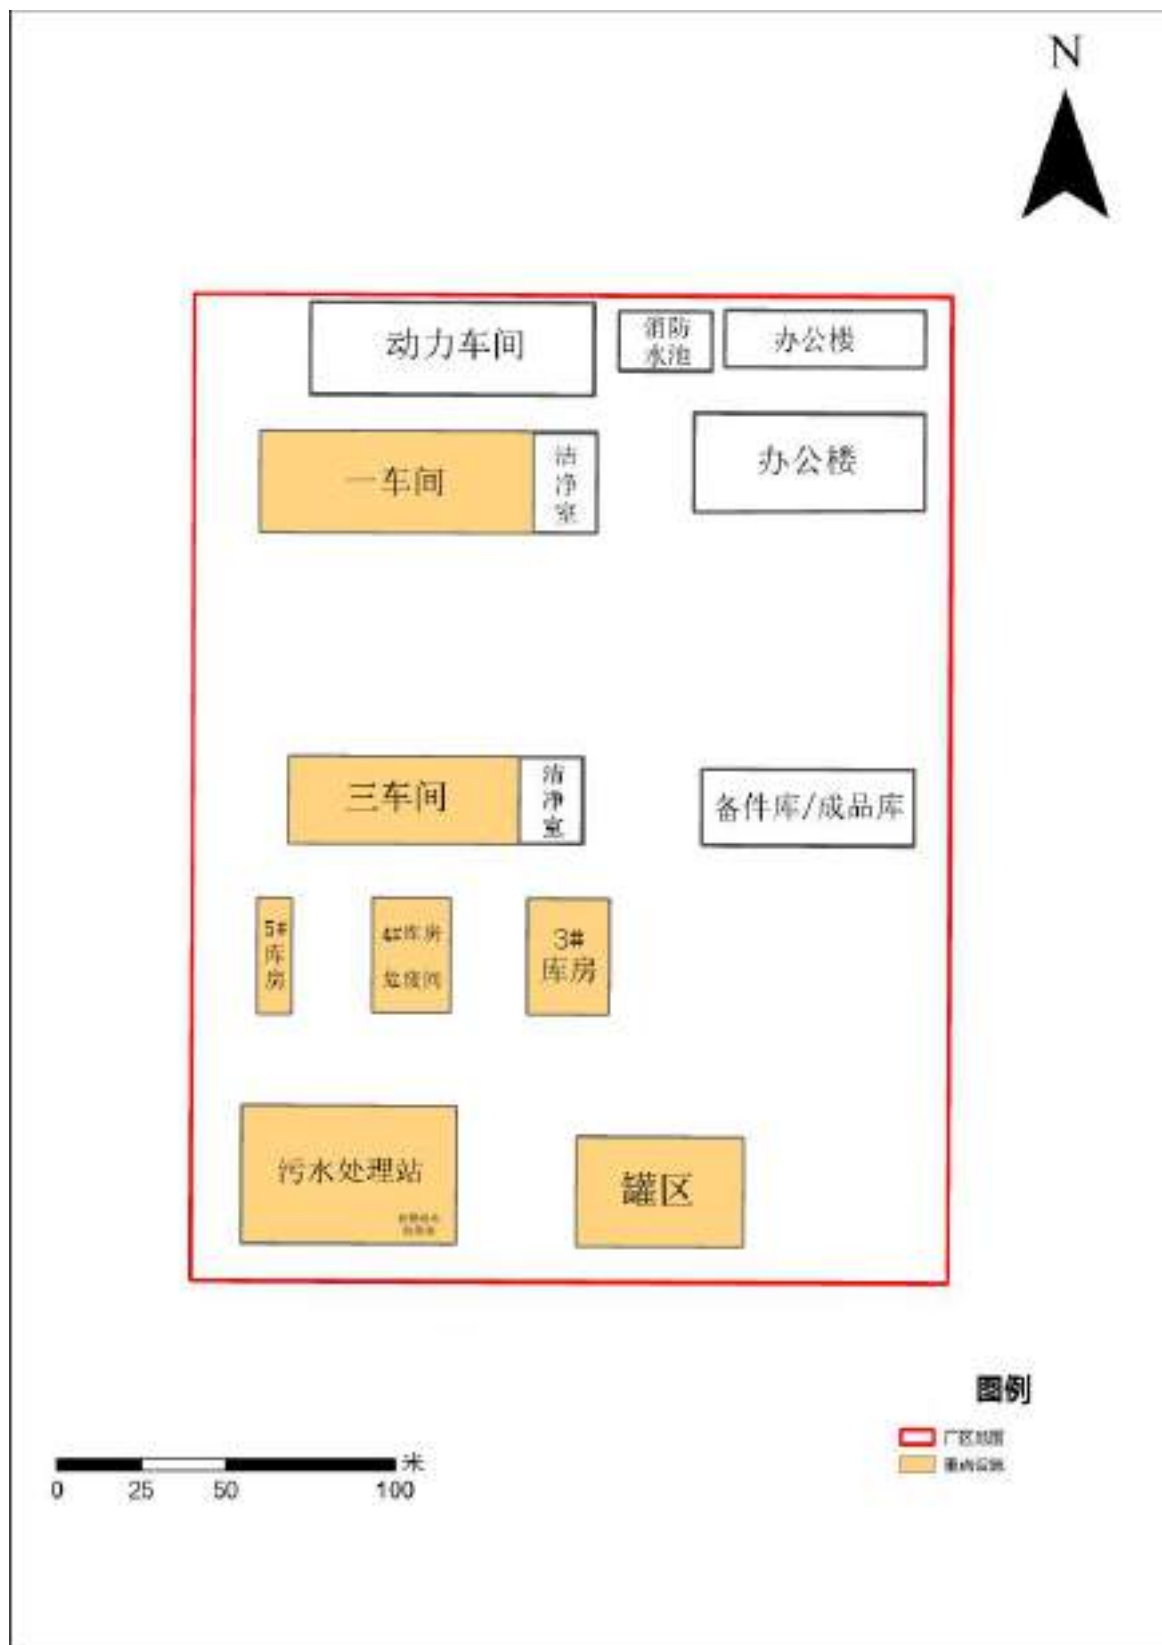 N
动力车间
消防
水池
办公楼
一车间
洁
净
室
办公楼
三车间
洁
净
室
备件库/成品库
5#
库
房
4#库房
危废间
3#
库房
污水处理站
罐区
图例
厂区范围
重点设施
米
0 25 50 100